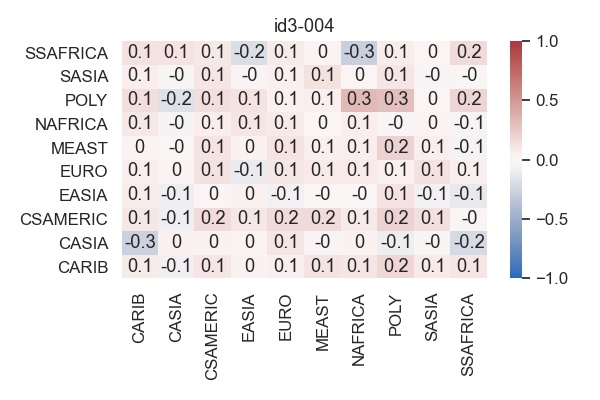 id3-004
SSAFRICA 0.1 0.1 0.1 -0.2 0.1 0 -0.3 0.1 0 0.2
SASIA 0.1 -0 0.1 -0 0.1 0.1 0 0.1 -0 -0
POLY 0.1 -0.2 0.1 0.1 0.1 0.1 0.3 0.3 0 0.2
NAFRICA 0.1 -0 0.1 0.1 0.1 0 0.1 -0 0 -0.1
MEAST 0 -0 0.1 0 0.1 0.1 0.1 0.2 0.1 -0.1
EURO 0.1 0 0.1 -0.1 0.1 0.1 0.1 0.1 0.1 0.1
EASIA 0.1 -0.1 0 0 -0.1 -0 -0 0.1 -0.1 -0.1
CSAMERIC 0.1 -0.1 0.2 0.1 0.2 0.2 0.1 0.2 0.1 -0
CASIA -0.3 0 0 0 0.1 -0 0 -0.1 -0 -0.2
CARIB 0.1 -0.1 0.1 0 0.1 0.1 0.1 0.2 0.1 0.1
CARIB CASIA CSAMERIC EASIA EURO MEAST NAFRICA POLY SASIA SSAFRICA
1.0
0.5
0.0
−0.5
−1.0